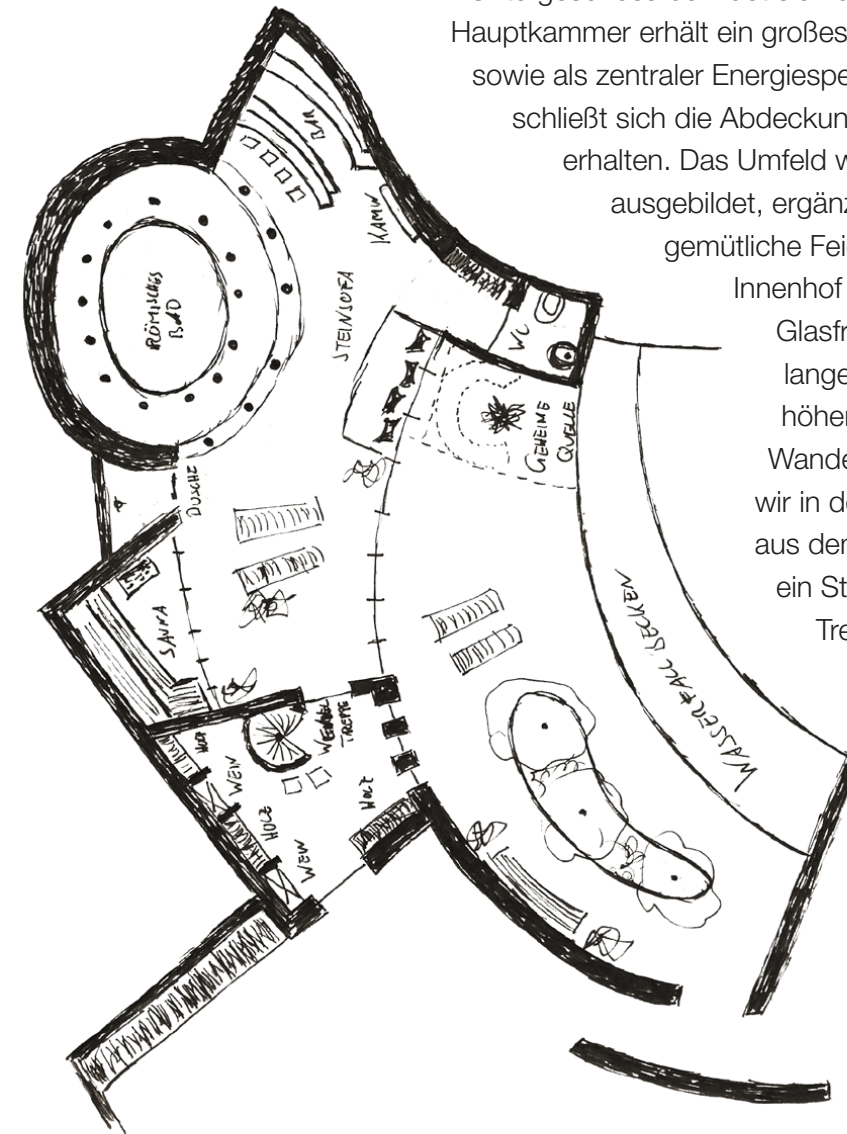 Hauptkammer erhält ein großes
sowie als zentraler Energiespe
schließt sich die Abdeckun
erhalten. Das Umfeld w
ausgebildet, ergänz
gemütliche Fei
Innenhof
Glasfr
lange
höher
Wande
wir in de
aus der
ein St
Tre
BAR
KAMIN
RÖMISCHES
BAD
STEINSOFA
WC
GEHEIME
QUELLE
DUSCHE
SAUNA
WASSERFALLBECKEN
WENDEL
TREPPE
HOLZ
WEIN
HOLZ
HOLZ
WEIN